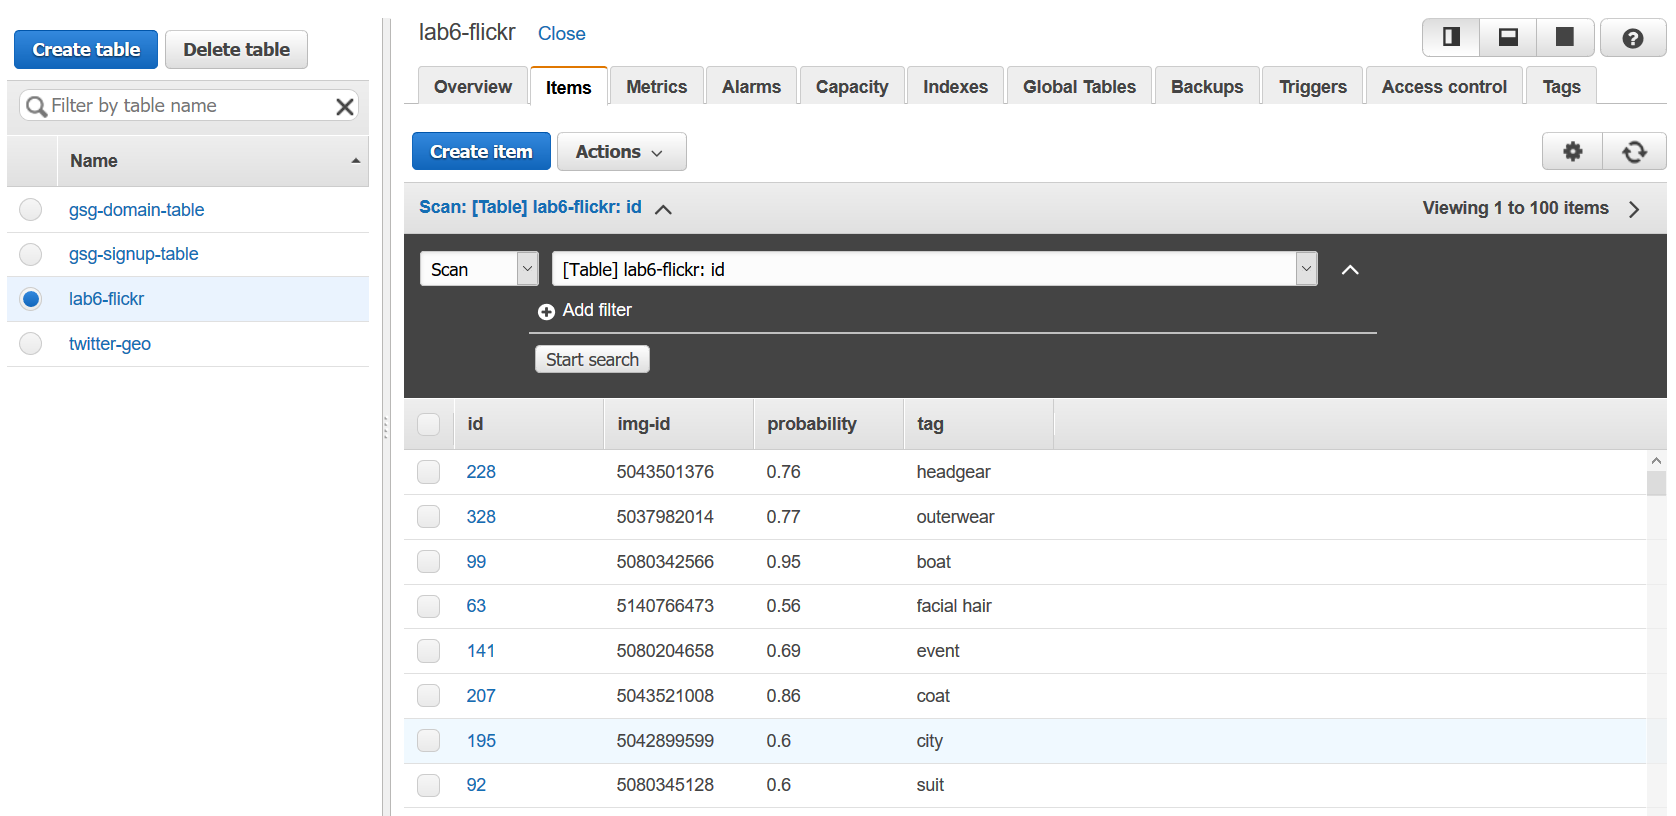 Create table Delete table
Filter by table name
Name
gsg-domain-table
gsg-signup-table
lab6-flickr
twitter-geo
lab6-flickr Close
Overview Items Metrics Alarms Capacity Indexes Global Tables Backups Triggers Access control Tags
Create item Actions
Scan: [Table] lab6-flickr: id Viewing 1 to 100 items
Scan [Table] lab6-flickr: id
Add filter
Start search
id img-id probability tag
228 5043501376 0.76 headgear
328 5037982014 0.77 outerwear
99 5080342566 0.95 boat
63 5140766473 0.56 facial hair
141 5080204658 0.69 event
207 5043521008 0.86 coat
195 5042899599 0.6 city
92 5080345128 0.6 suit